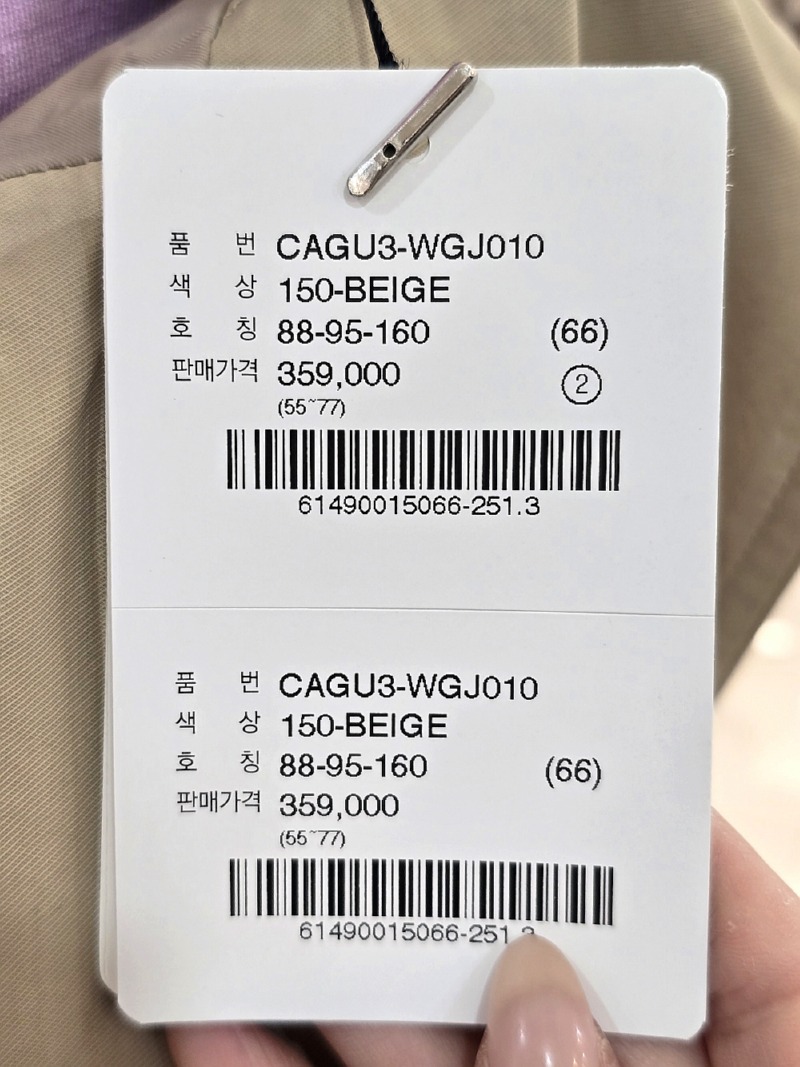 품 번 CAGU3-WGJ010
색 상 150-BEIGE
호 칭 88-95-160 (66)
판매가격 359,000 ②
(55~77)
61490015066-251.3
품 번 CAGU3-WGJ010
색 상 150-BEIGE
호 칭 88-95-160 (66)
판매가격 359,000
(55~77)
61490015066-251